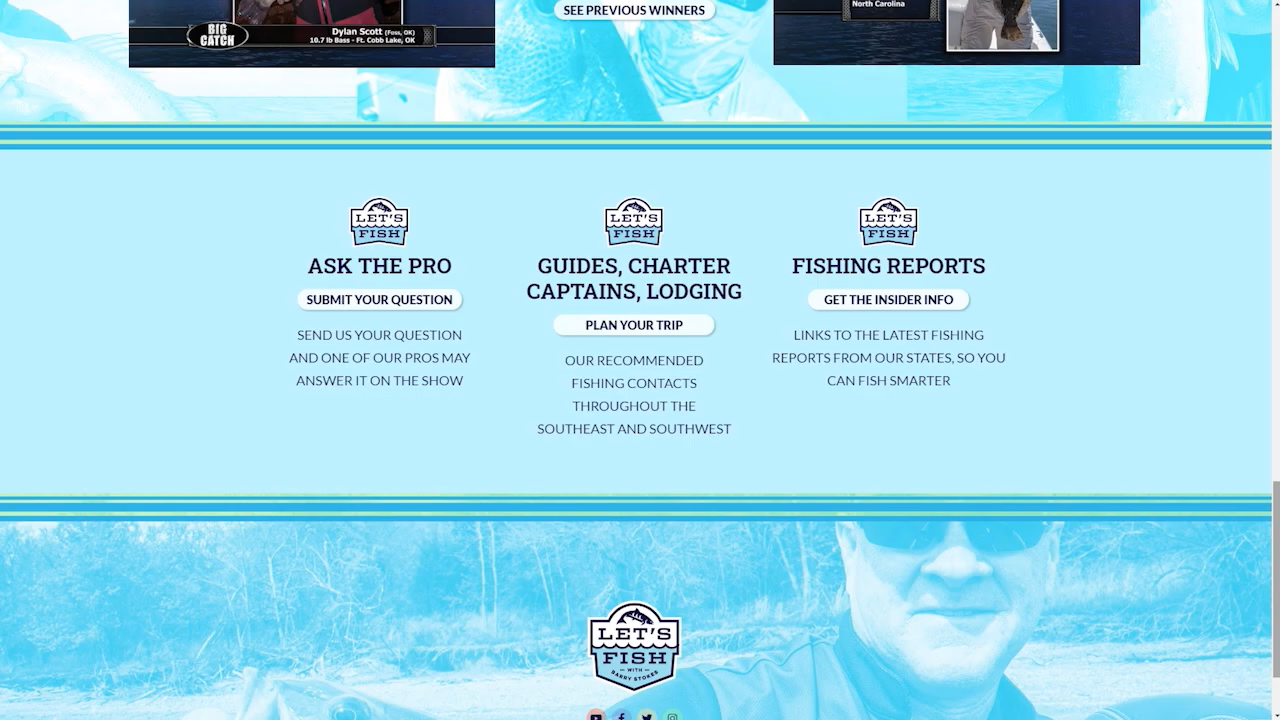 SEE PREVIOUS WINNERS
North Carolina
BIG
CATCH
Dylan Scott (Foss, OK)
10.7 lb Bass - Ft. Cobb Lake, OK
LET'S
FISH
ASK THE PRO
SUBMIT YOUR QUESTION
SEND US YOUR QUESTION
AND ONE OF OUR PROS MAY
ANSWER IT ON THE SHOW
LET'S
FISH
GUIDES, CHARTER
CAPTAINS, LODGING
PLAN YOUR TRIP
OUR RECOMMENDED
FISHING CONTACTS
THROUGHOUT THE
SOUTHEAST AND SOUTHWEST
LET'S
FISH
FISHING REPORTS
GET THE INSIDER INFO
LINKS TO THE LATEST FISHING
REPORTS FROM OUR STATES, SO YOU
CAN FISH SMARTER
LET'S
FISH
WITH
BARRY STOKES